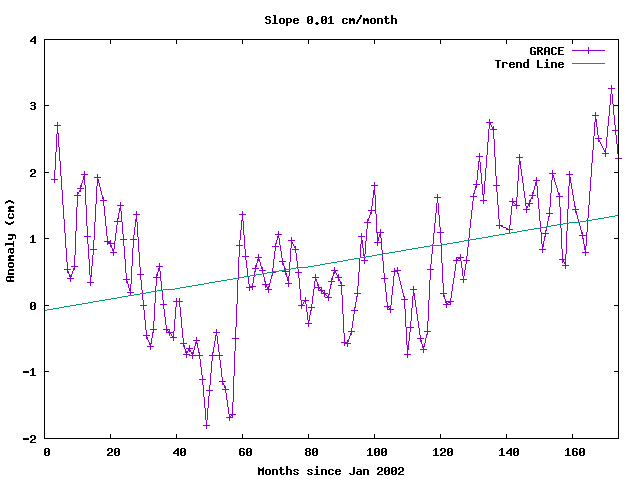 Slope 0.01 cm/month
GRACE
Trend Line
4
3
2
1
0
-1
-2
Anomaly (cm)
0 20 40 60 80 100 120 140 160
Months since Jan 2002